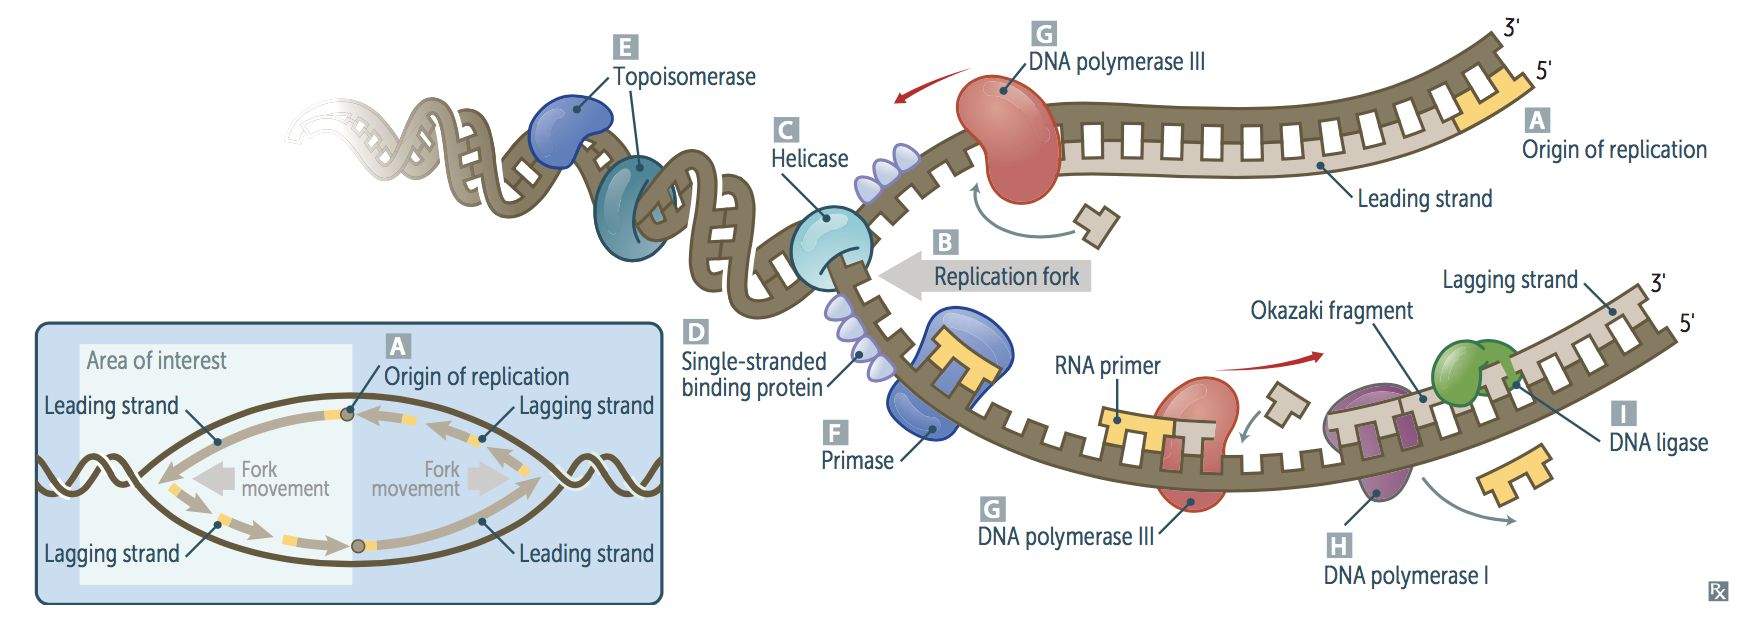 E
Topoisomerase
C
Helicase
G
DNA polymerase III
3'
5'
A
Origin of replication
Leading strand
B
Replication fork
D
Single-stranded
binding protein
F
Primase
RNA primer
G
DNA polymerase III
Okazaki fragment
Lagging strand
3'
5'
I
DNA ligase
H
DNA polymerase I
Area of interest
A
Origin of replication
Leading strand
Lagging strand
Fork
movement
Fork
movement
Lagging strand
Leading strand
Rx